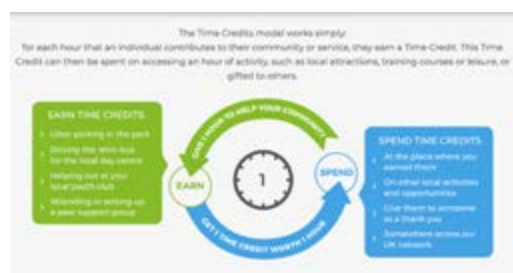 The Time Credits model works simply:
for each hour that an individual contributes to their community or service, they earn a Time Credit. This Time
Credit can then be spent on accessing an hour of activity, such as local attractions, training courses or leisure, or
gifted to others.
EARN TIME CREDITS
Litter picking in the park
Driving the mini-bus
for the local day centre
Helping out at your
local youth club
Attending or setting up
a peer support group
GIVE 1 HOUR TO HELP YOUR COMMUNITY
EARN
1
SPEND
GET 1 TIME CREDIT WORTH 1 HOUR
SPEND TIME CREDITS
At the place where you
earned them
On other local activities
and opportunities
Give them to someone
as a thank you
Somewhere across our
UK network